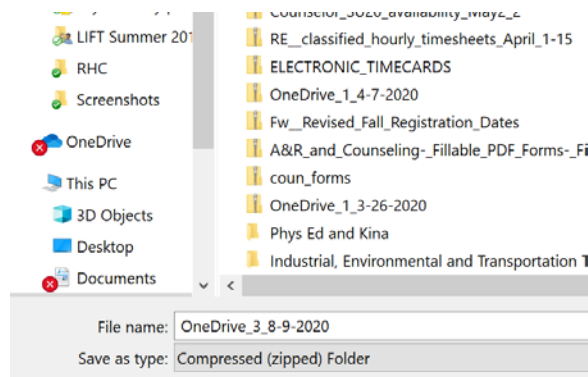 Counselor_SU20_availability_May2_2
LIFT Summer 201
RE__classified_hourly_timesheets_April_1-15
RHC
ELECTRONIC_TIMECARDS
Screenshots
OneDrive_1_4-7-2020
Fw__Revised_Fall_Registration_Dates
OneDrive
A&R_and_Counseling-_Fillable_PDF_Forms-_Fi
This PC
coun_forms
3D Objects
OneDrive_1_3-26-2020
Desktop
Phys Ed and Kina
Documents
Industrial, Environmental and Transportation T
File name: OneDrive_3_8-9-2020
Save as type: Compressed (zipped) Folder